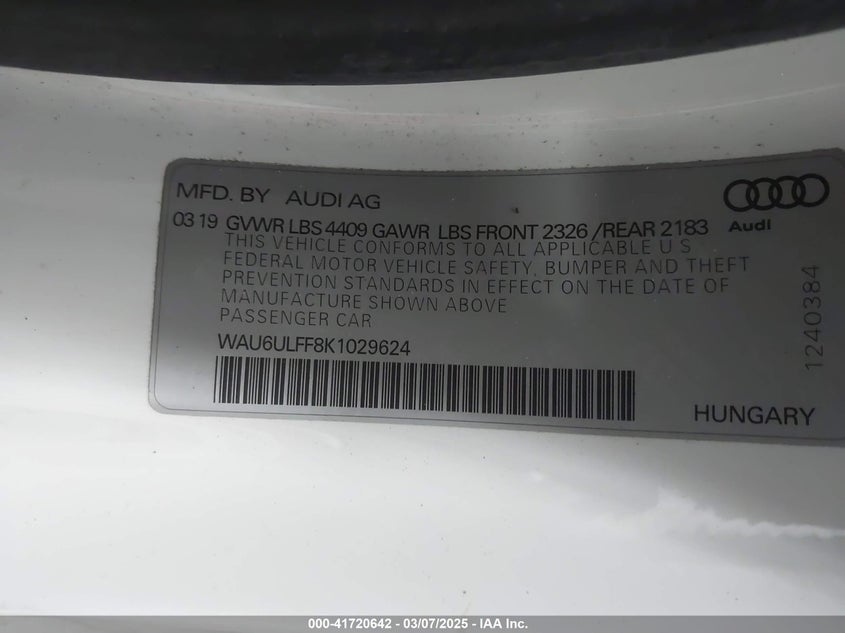 MFD. BY AUDI AG
03 19 GVWR LBS 4409 GAWR LBS FRONT 2326 /REAR 2183
Audi
THIS VEHICLE CONFORMS TO ALL APPLICABLE U S
FEDERAL MOTOR VEHICLE SAFETY, BUMPER AND THEFT
PREVENTION STANDARDS IN EFFECT ON THE DATE OF
MANUFACTURE SHOWN ABOVE
PASSENGER CAR
WAU6ULFF8K1029624
1240384
HUNGARY
000-41720642 — 03/07/2025 — IAA Inc.